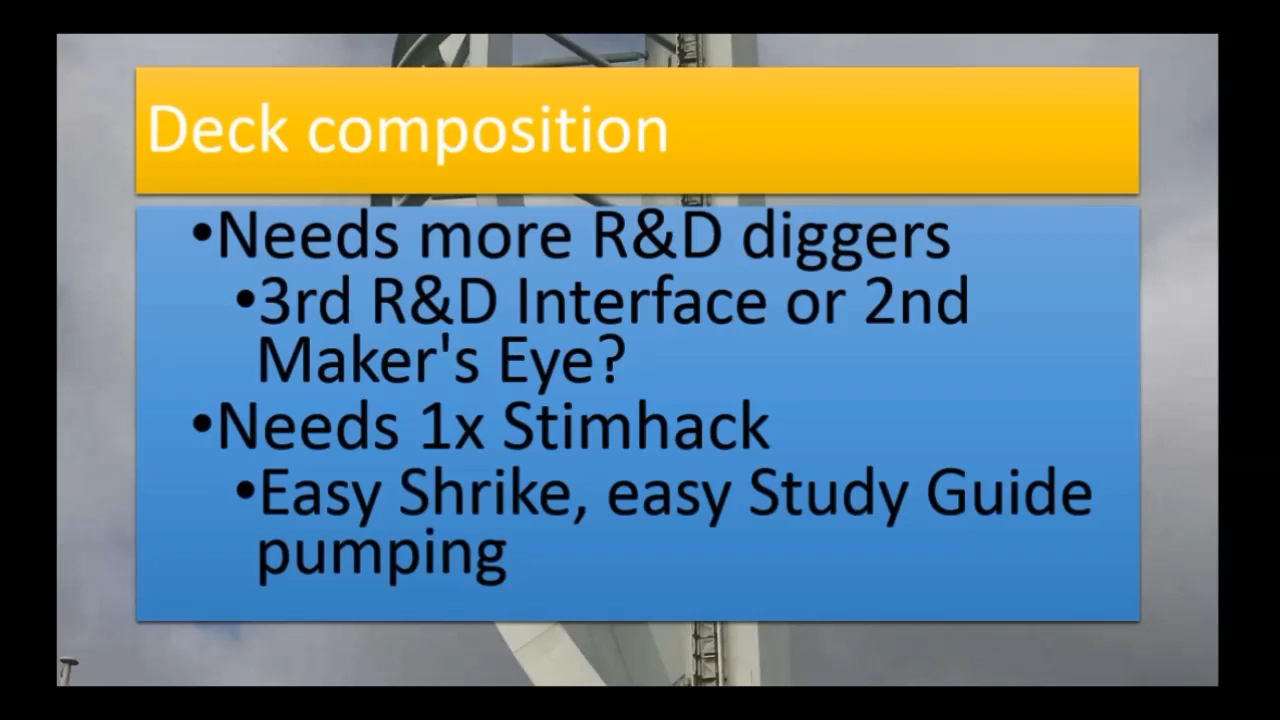 Deck composition
•Needs more R&D diggers
•3rd R&D Interface or 2nd
Maker's Eye?
•Needs 1x Stimhack
•Easy Shrike, easy Study Guide
pumping